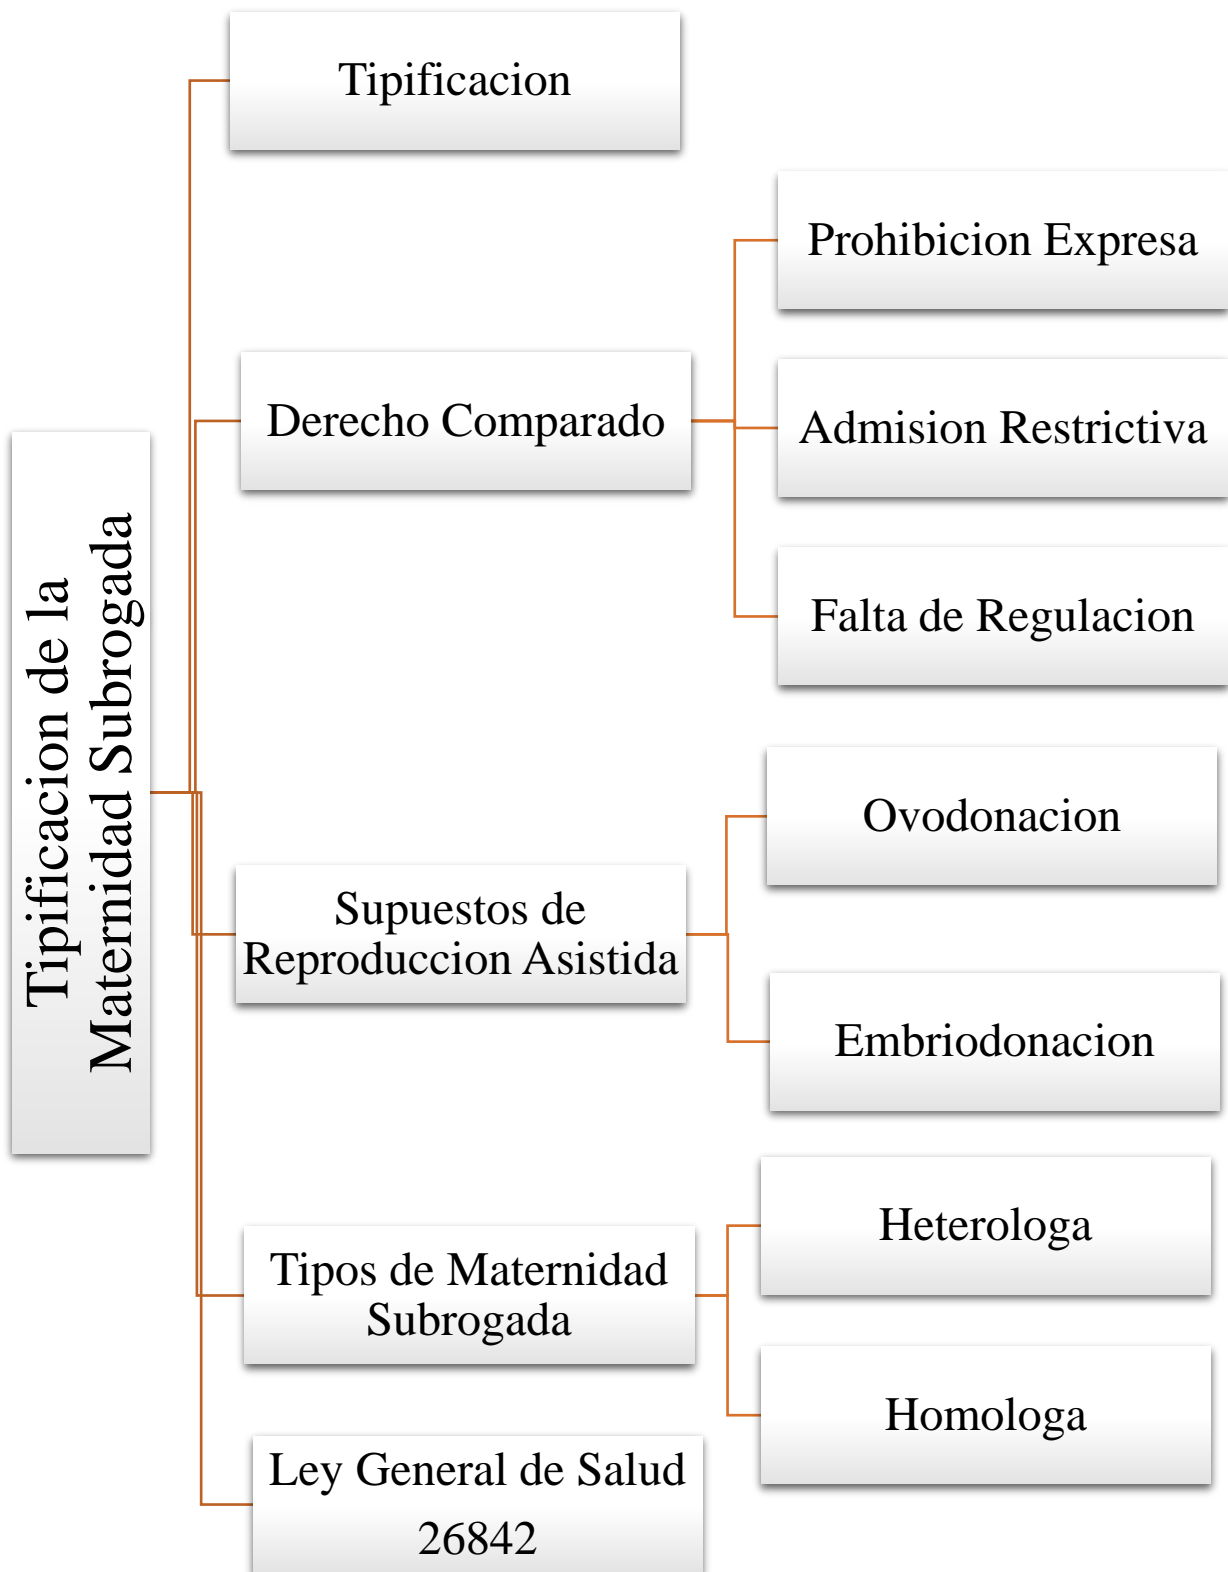 Tipificacion de la
Maternidad Subrogada
Tipificacion
Derecho Comparado
Prohibicion Expresa
Admision Restrictiva
Falta de Regulacion
Supuestos de
Reproduccion Asistida
Ovodonacion
Embriodonacion
Tipos de Maternidad
Subrogada
Heterologa
Homologa
Ley General de Salud
26842